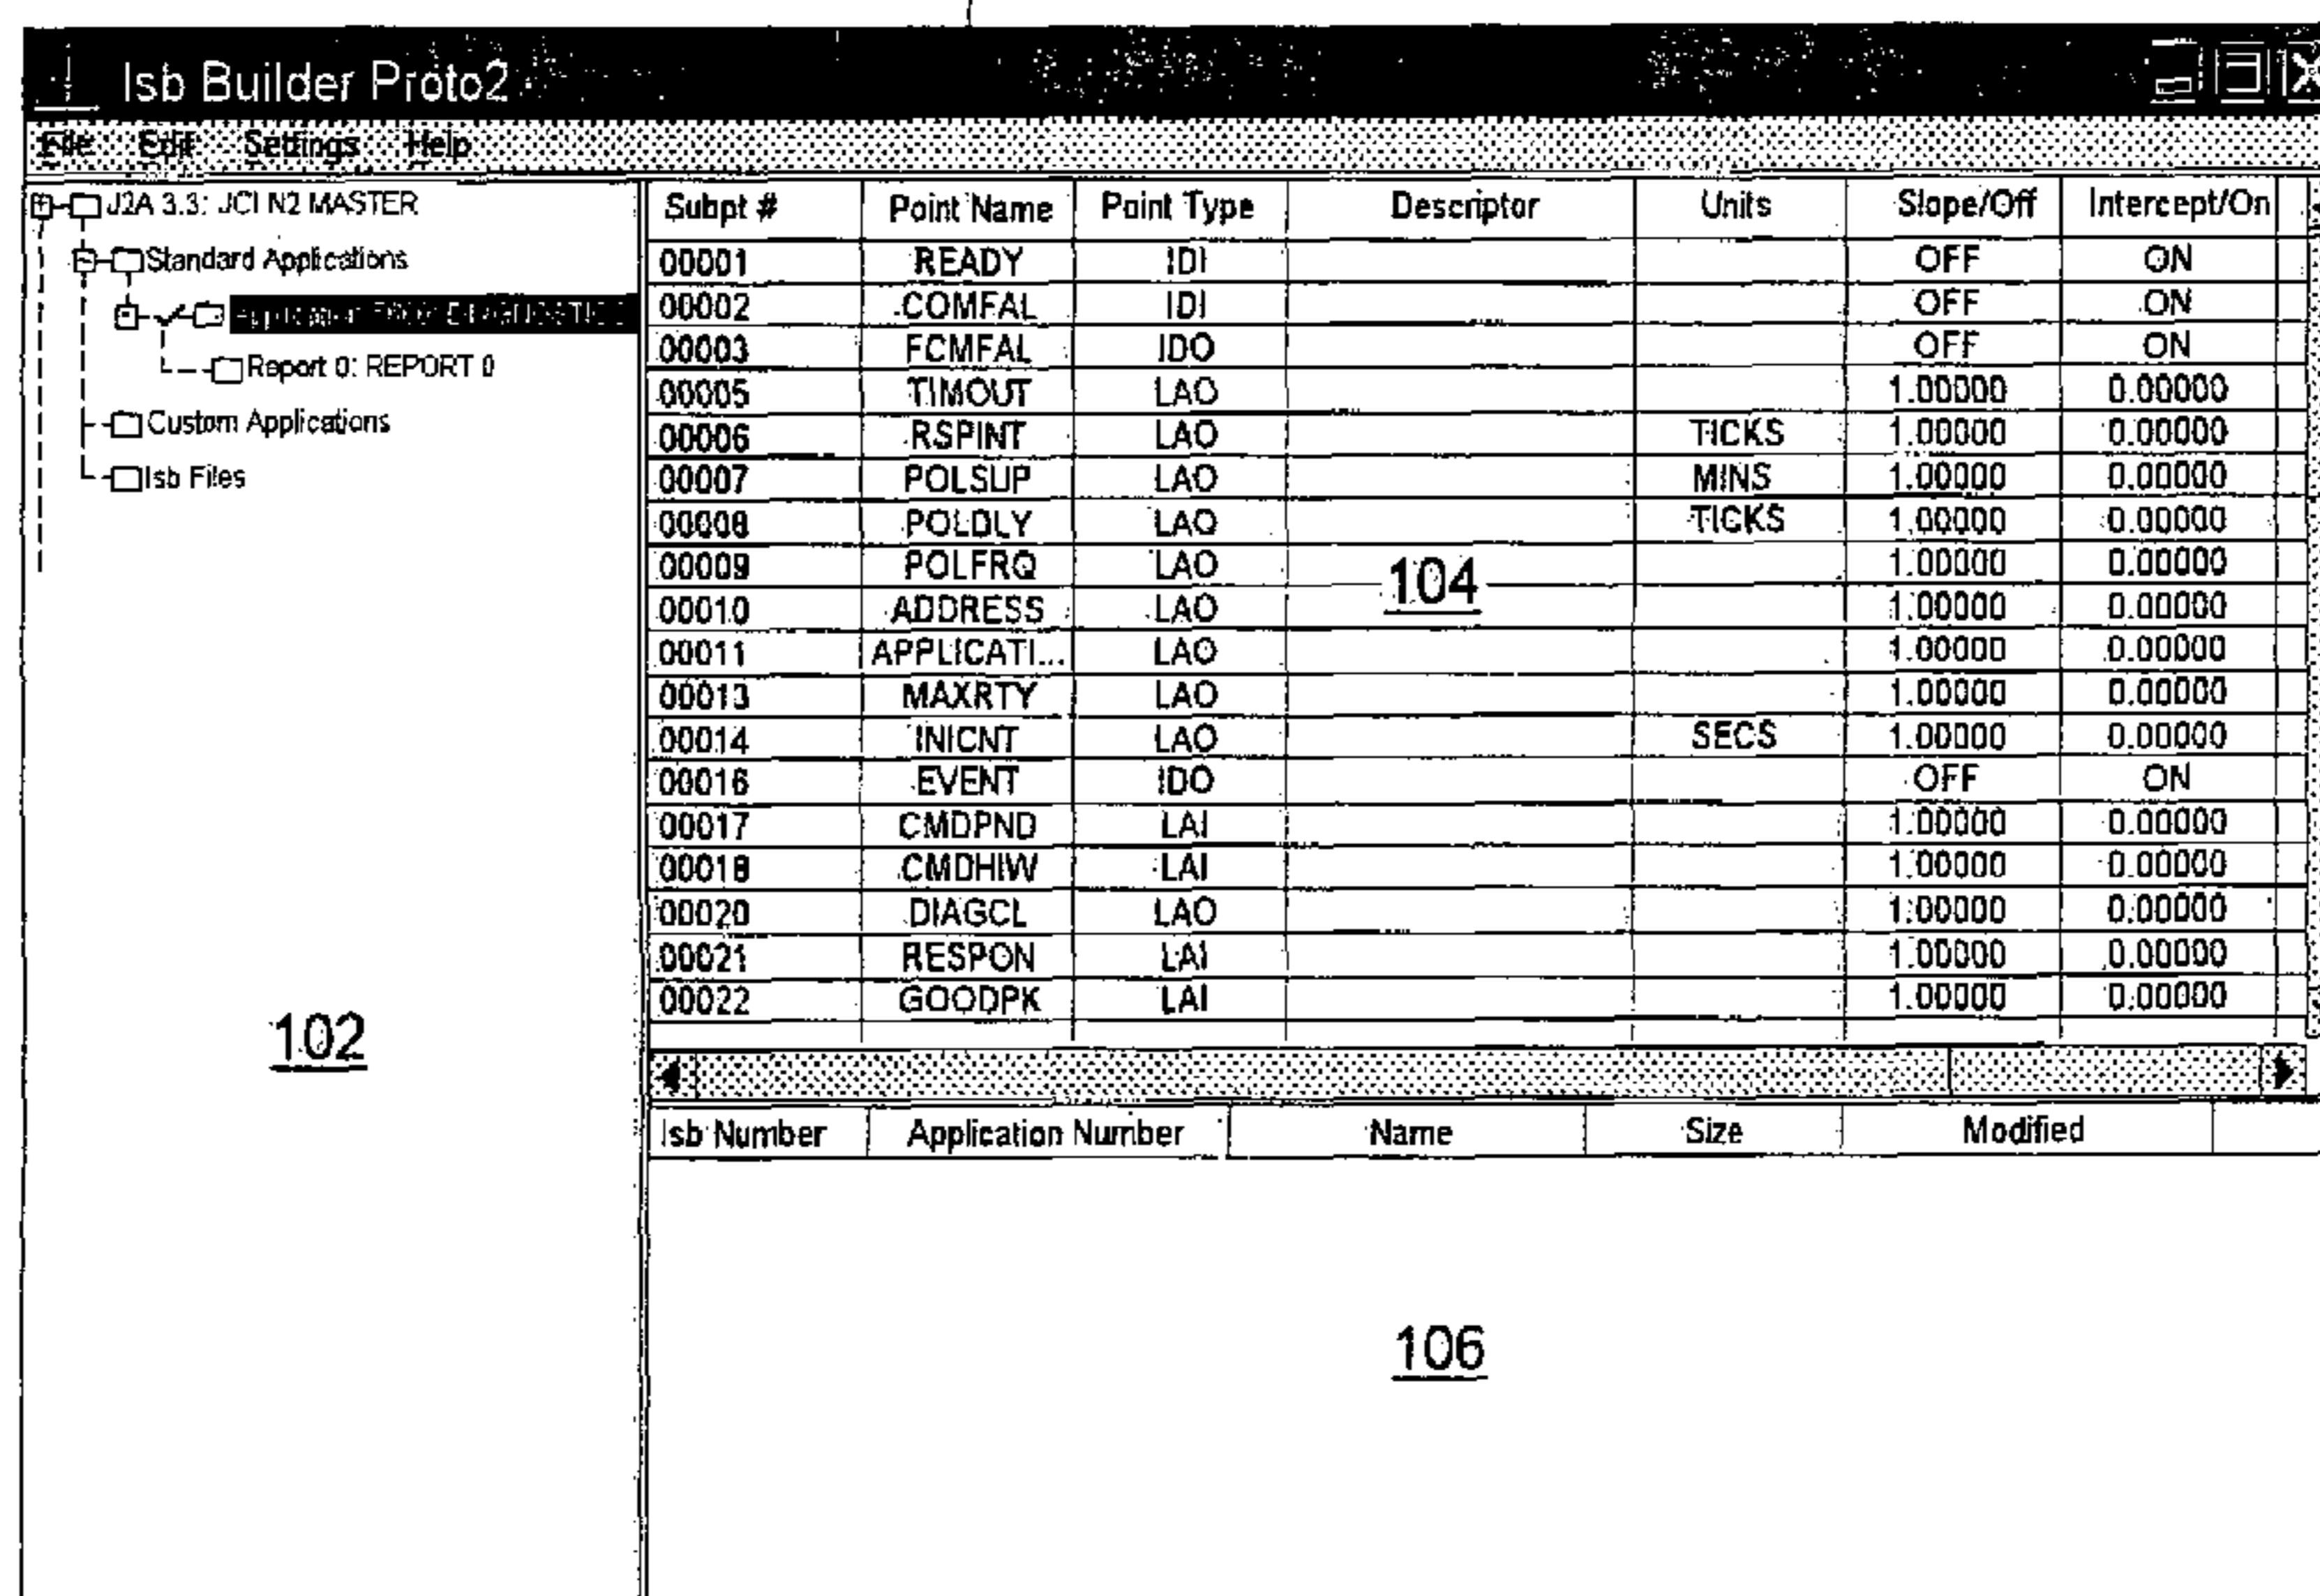 Isb Builder Proto2
File Edit Settings Help
J2A 3.3: JCI N2 MASTER
Standard Applications
Report 0: REPORT 0
Custom Applications
Isb Files
102
Subpt # Point Name Point Type Descriptor Units Slope/Off Intercept/On
00001 READY IDI OFF ON
00002 COMFAL IDI OFF ON
00003 FCMFAL IDO OFF ON
00005 TIMOUT LAO 1.00000 0.00000
00006 RSPINT LAO TICKS 1.00000 0.00000
00007 POLSUP LAO MINS 1.00000 0.00000
00008 POLDLY LAO TICKS 1.00000 0.00000
00009 POLFRQ LAO 1.00000 0.00000
104
00010 ADDRESS LAO 1.00000 0.00000
00011 APPLICATI... LAO 1.00000 0.00000
00013 MAXRTY LAO 1.00000 0.00000
00014 INICNT LAO SECS 1.00000 0.00000
00016 EVENT IDO OFF ON
00017 CMDPND LAI 1.00000 0.00000
00018 CMDHIW LAI 1.00000 0.00000
00020 DIAGCL LAO 1.00000 0.00000
00021 RESPON LAI 1.00000 0.00000
00022 GOODPK LAI 1.00000 0.00000
Isb Number Application Number Name Size Modified
106